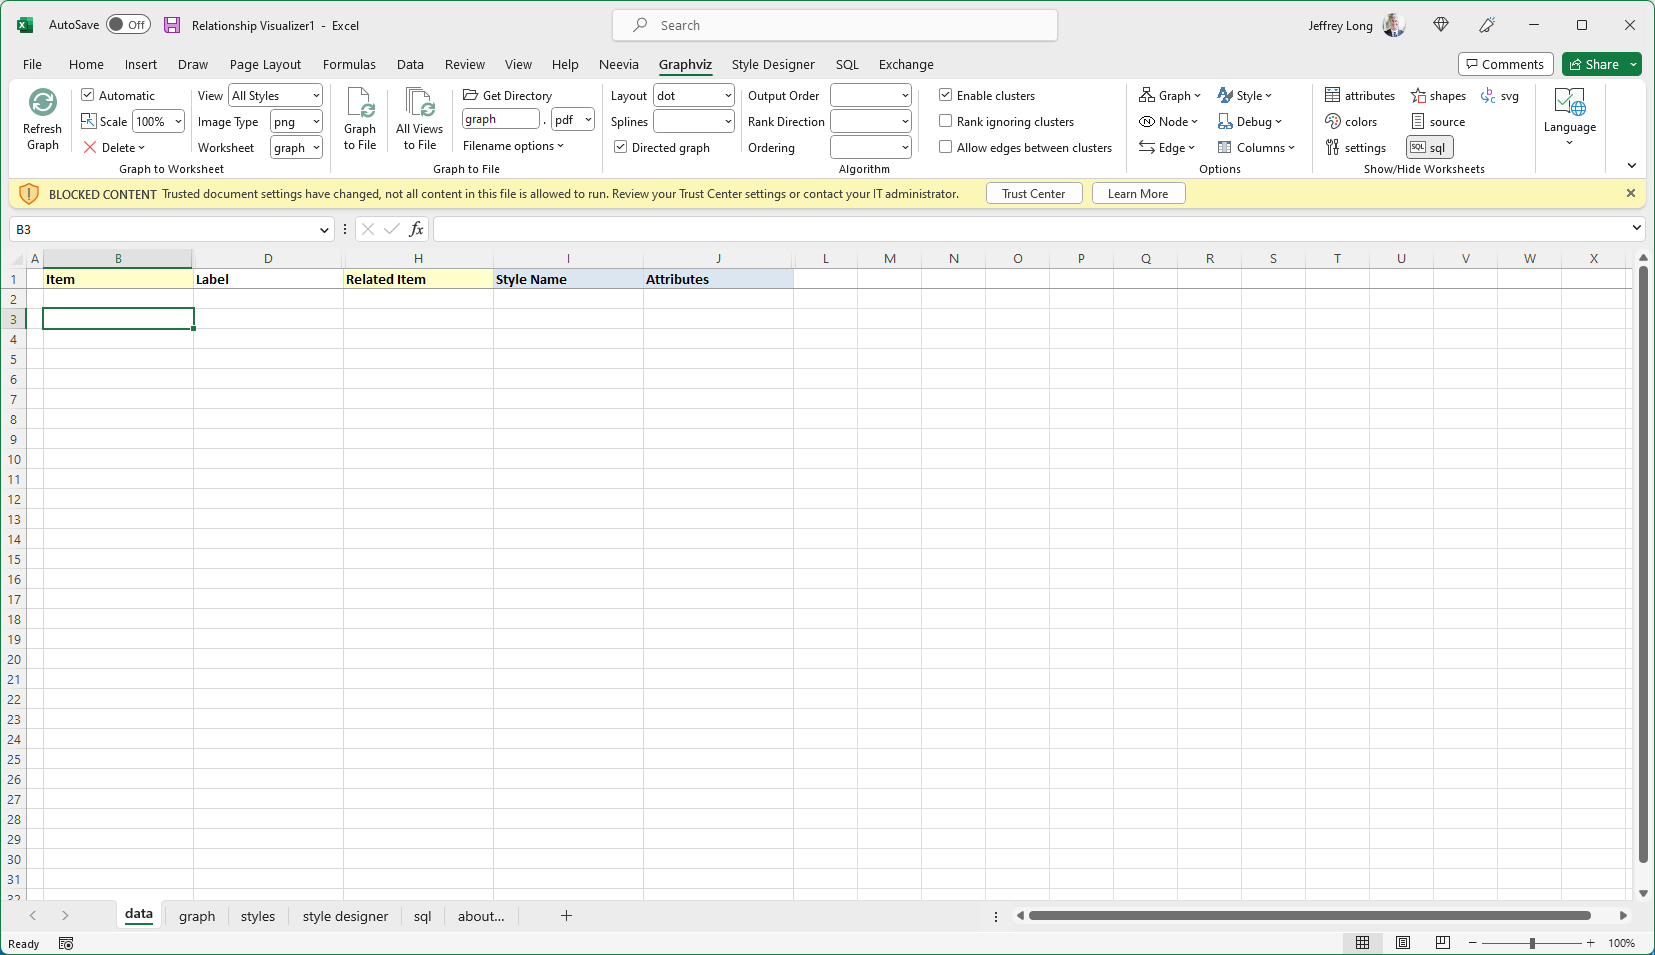 AutoSave Off Relationship Visualizer1 - Excel Search Jeffrey Long
File Home Insert Draw Page Layout Formulas Data Review View Help Neevia Graphviz Style Designer SQL Exchange Comments Share
Refresh Graph
Automatic View All Styles
Scale 100% Image Type png
Delete Worksheet graph
Graph to Worksheet
Graph to File
All Views to File
Get Directory
graph . pdf
Filename options
Graph to File
Layout dot Output Order Enable clusters
Splines Rank Direction Rank ignoring clusters
Directed graph Ordering Allow edges between clusters
Algorithm
Graph Style
Node Debug
Edge Columns
Options
attributes shapes svg
colors source
settings SQL sql
Show/Hide Worksheets
Language
BLOCKED CONTENT Trusted document settings have changed, not all content in this file is allowed to run. Review your Trust Center settings or contact your IT administrator. Trust Center Learn More
B3 fx
A B D H I J L M N O P Q R S T U V W X
1 Item Label Related Item Style Name Attributes
2
3
4
5
6
7
8
9
10
11
12
13
14
15
16
17
18
19
20
21
22
23
24
25
26
27
28
29
30
31
32
data graph styles style designer sql about... +
Ready - + 100%